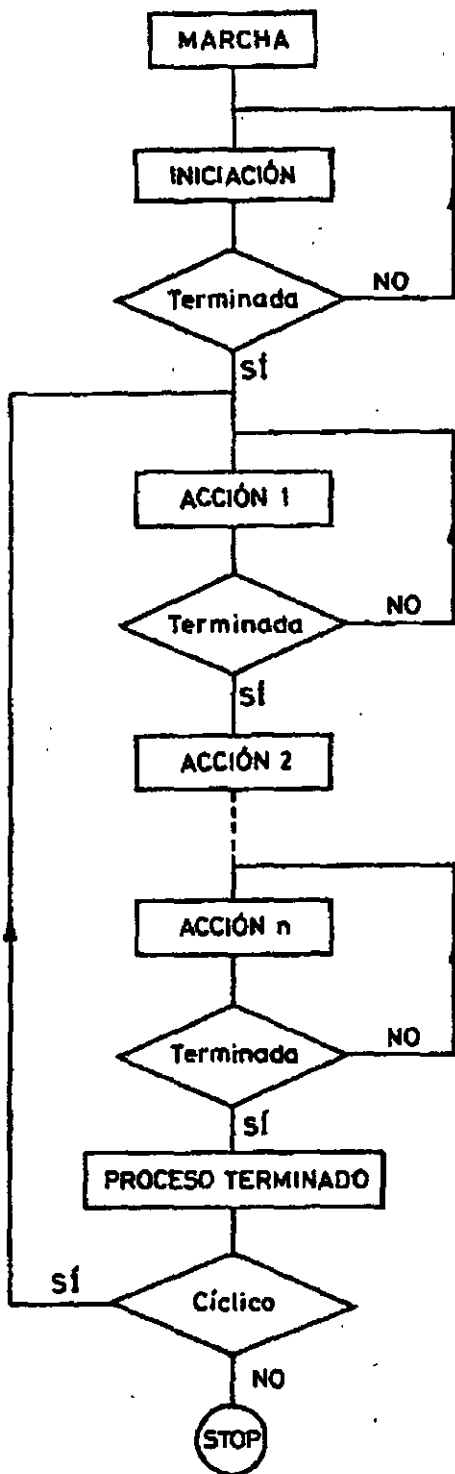 MARCHA
INICIACIÓN
Terminada
NO
SÍ
ACCIÓN 1
Terminada
NO
SÍ
ACCIÓN 2
ACCIÓN n
Terminada
NO
SÍ
PROCESO TERMINADO
SÍ
Cíclico
NO
STOP